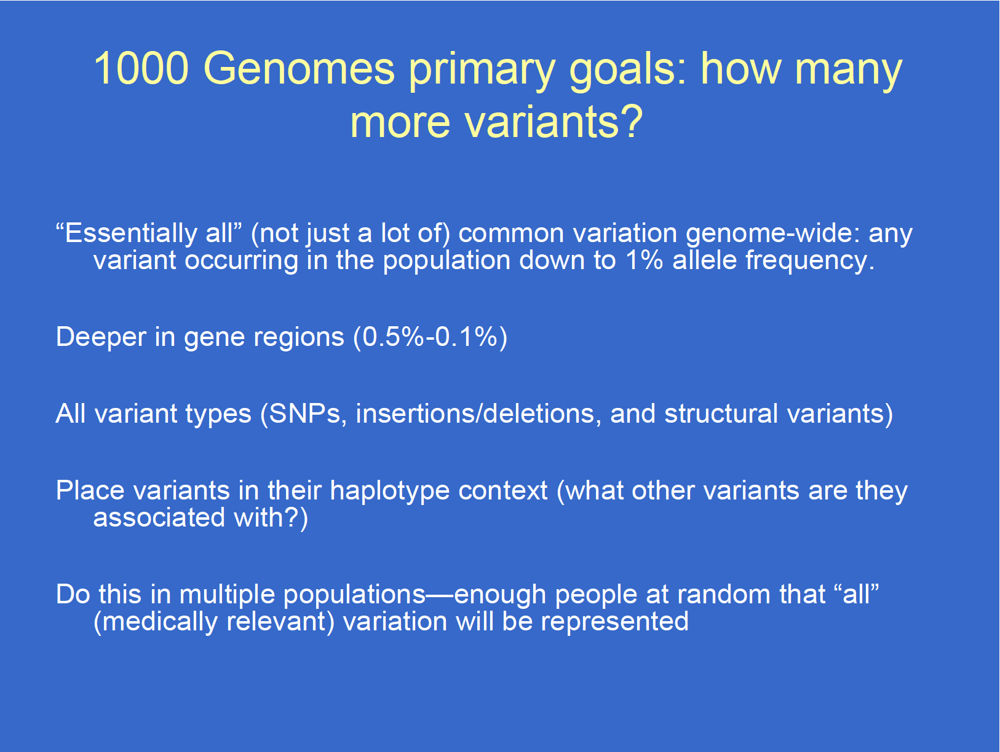 1000 Genomes primary goals: how many
more variants?
“Essentially all” (not just a lot of) common variation genome-wide: any
variant occurring in the population down to 1% allele frequency.
Deeper in gene regions (0.5%-0.1%)
All variant types (SNPs, insertions/deletions, and structural variants)
Place variants in their haplotype context (what other variants are they
associated with?)
Do this in multiple populations—enough people at random that “all”
(medically relevant) variation will be represented